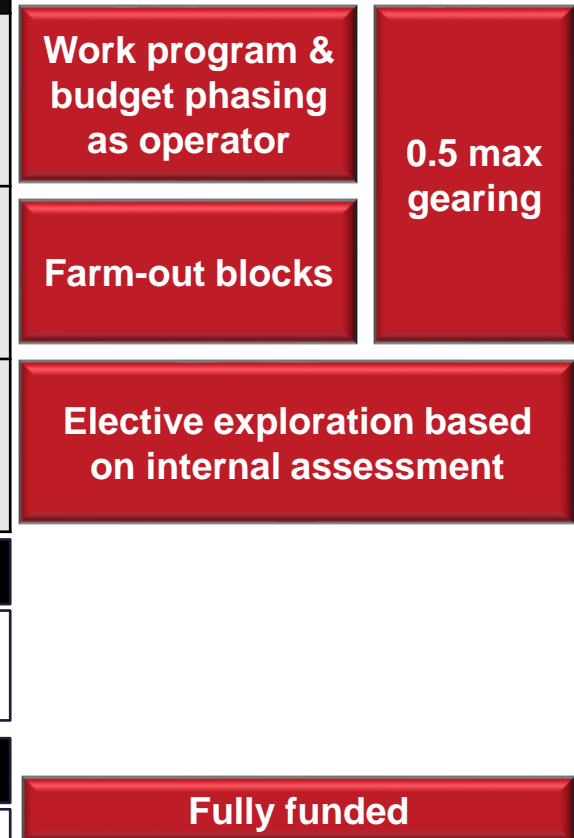 Work program &
budget phasing
as operator
0.5 max
gearing
Farm-out blocks
Elective exploration based
on internal assessment
Fully funded